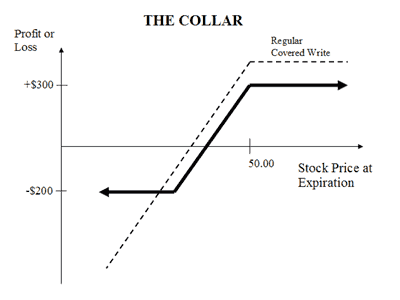 THE COLLAR
Profit or
Loss
Regular
Covered Write
+$300
50.00
Stock Price at
Expiration
-$200